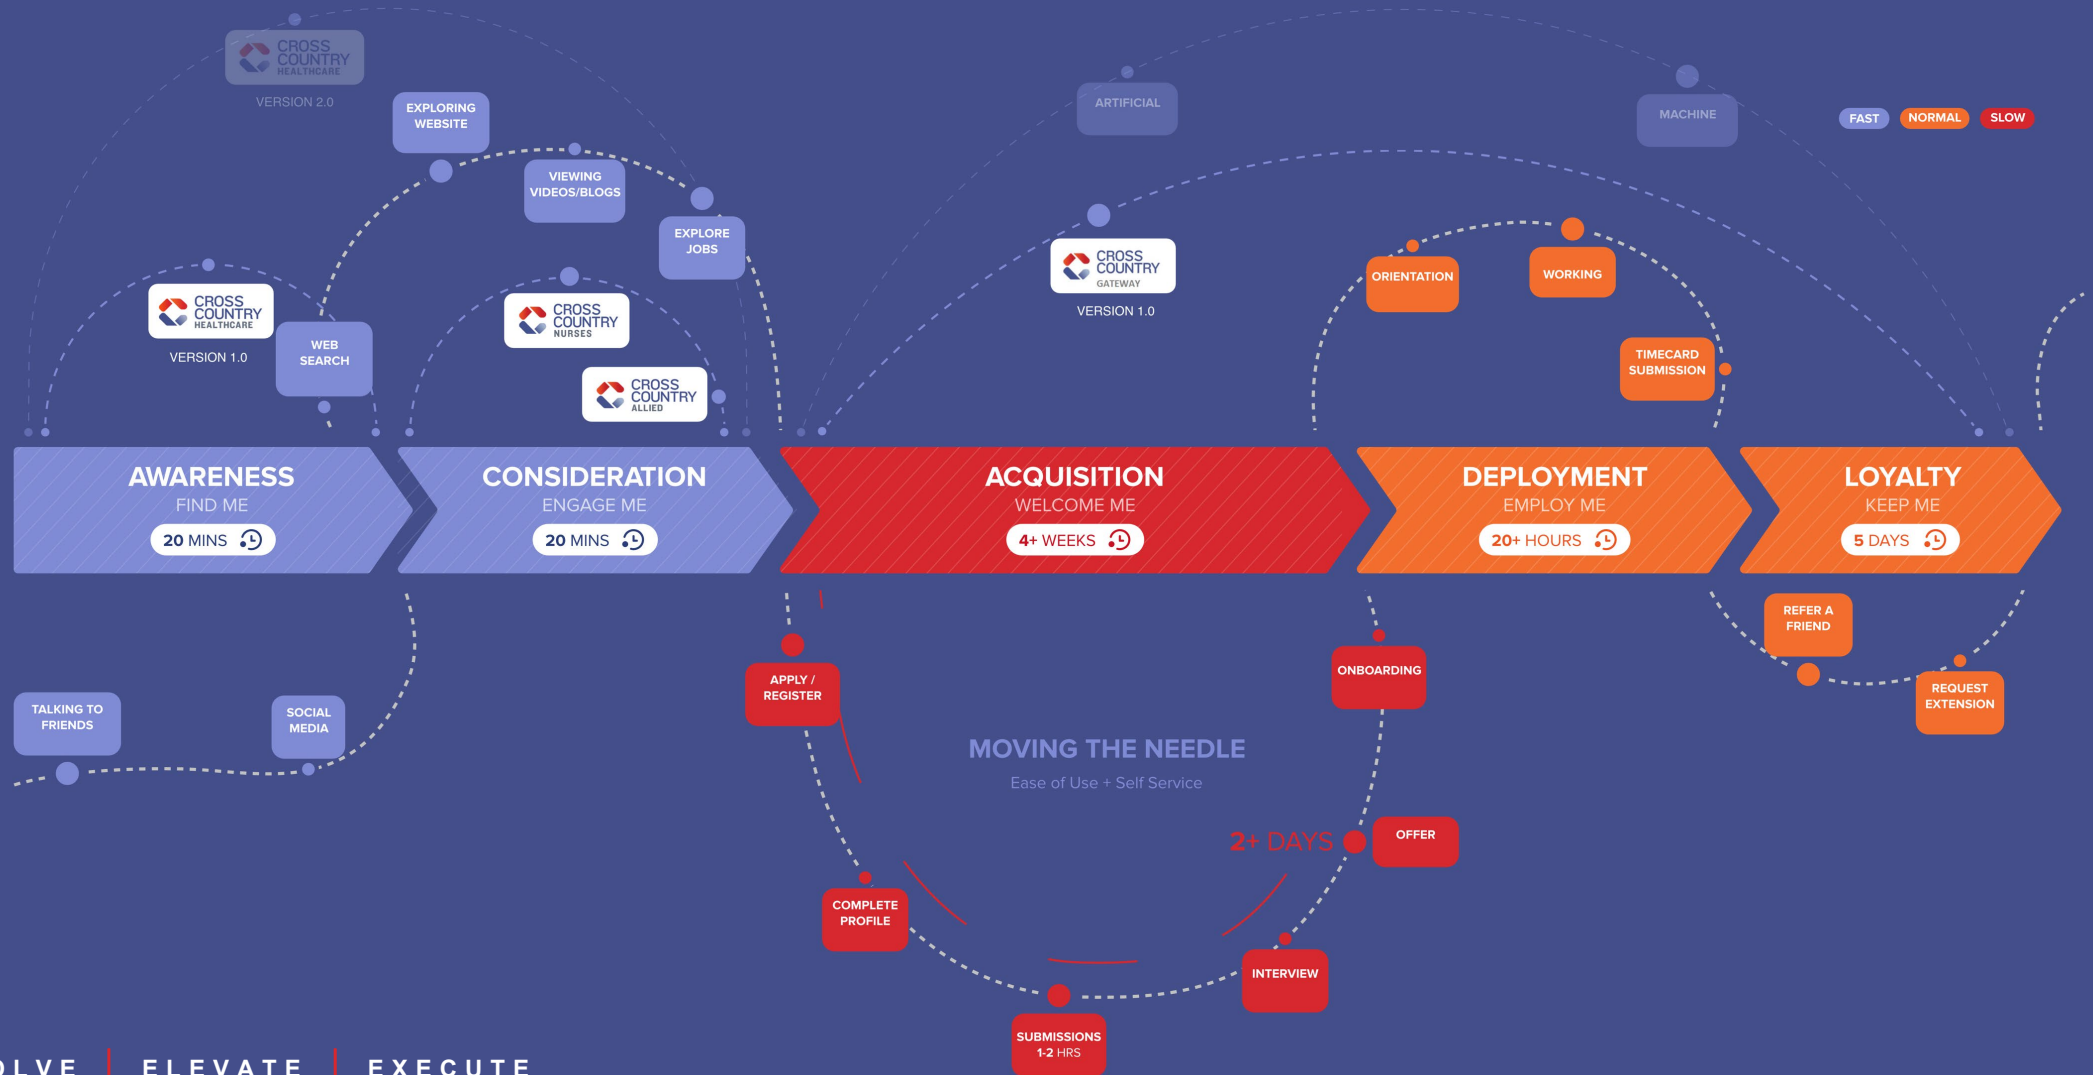 CROSS
COUNTRY
HEALTHCARE
VERSION 2.0
EXPLORING
WEBSITE
VIEWING
VIDEOS/BLOGS
EXPLORE
JOBS
ARTIFICIAL
MACHINE
FAST
NORMAL
SLOW
CROSS
COUNTRY
HEALTHCARE
VERSION 1.0
WEB
SEARCH
CROSS
COUNTRY
NURSES
CROSS
COUNTRY
ALLIED
CROSS
COUNTRY
GATEWAY
VERSION 1.0
ORIENTATION
WORKING
TIMECARD
SUBMISSION
AWARENESS
FIND ME
20 MINS
CONSIDERATION
ENGAGE ME
20 MINS
ACQUISITION
WELCOME ME
4+ WEEKS
DEPLOYMENT
EMPLOY ME
20+ HOURS
LOYALTY
KEEP ME
5 DAYS
TALKING TO
FRIENDS
SOCIAL
MEDIA
APPLY /
REGISTER
COMPLETE
PROFILE
SUBMISSIONS
1-2 HRS
INTERVIEW
OFFER
2+ DAYS
ONBOARDING
MOVING THE NEEDLE
Ease of Use + Self Service
REFER A
FRIEND
REQUEST
EXTENSION
OLVE | ELEVATE | EXECUTE